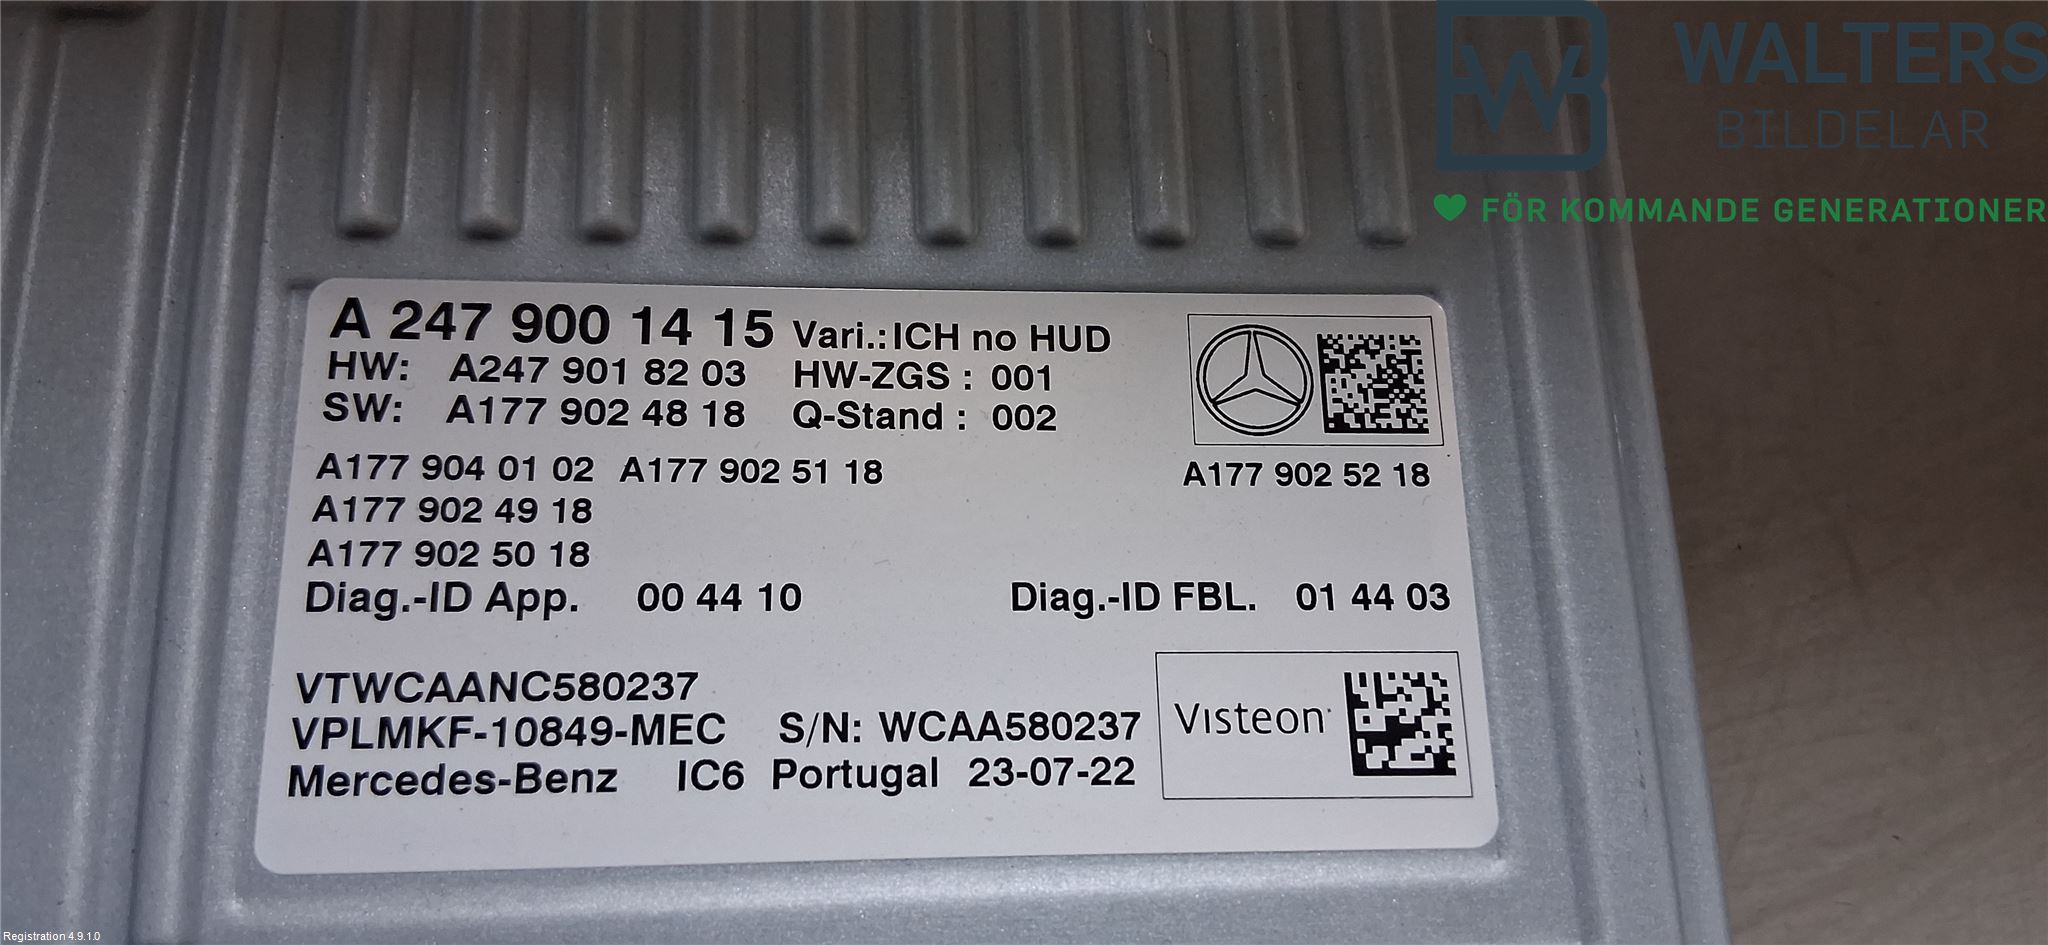 WALTERS
BILDELAR
FÖR KOMMANDE GENERATIONER
A 247 900 14 15 Vari.:ICH no HUD
HW: A247 901 82 03 HW-ZGS : 001
SW: A177 902 48 18 Q-Stand : 002
A177 904 01 02 A177 902 51 18 A177 902 52 18
A177 902 49 18
A177 902 50 18
Diag.-ID App. 00 44 10 Diag.-ID FBL. 01 44 03
VTWCAANC580237
VPLMKF-10849-MEC S/N: WCAA580237
Visteon
Mercedes-Benz IC6 Portugal 23-07-22
Registration 4.9.1.0